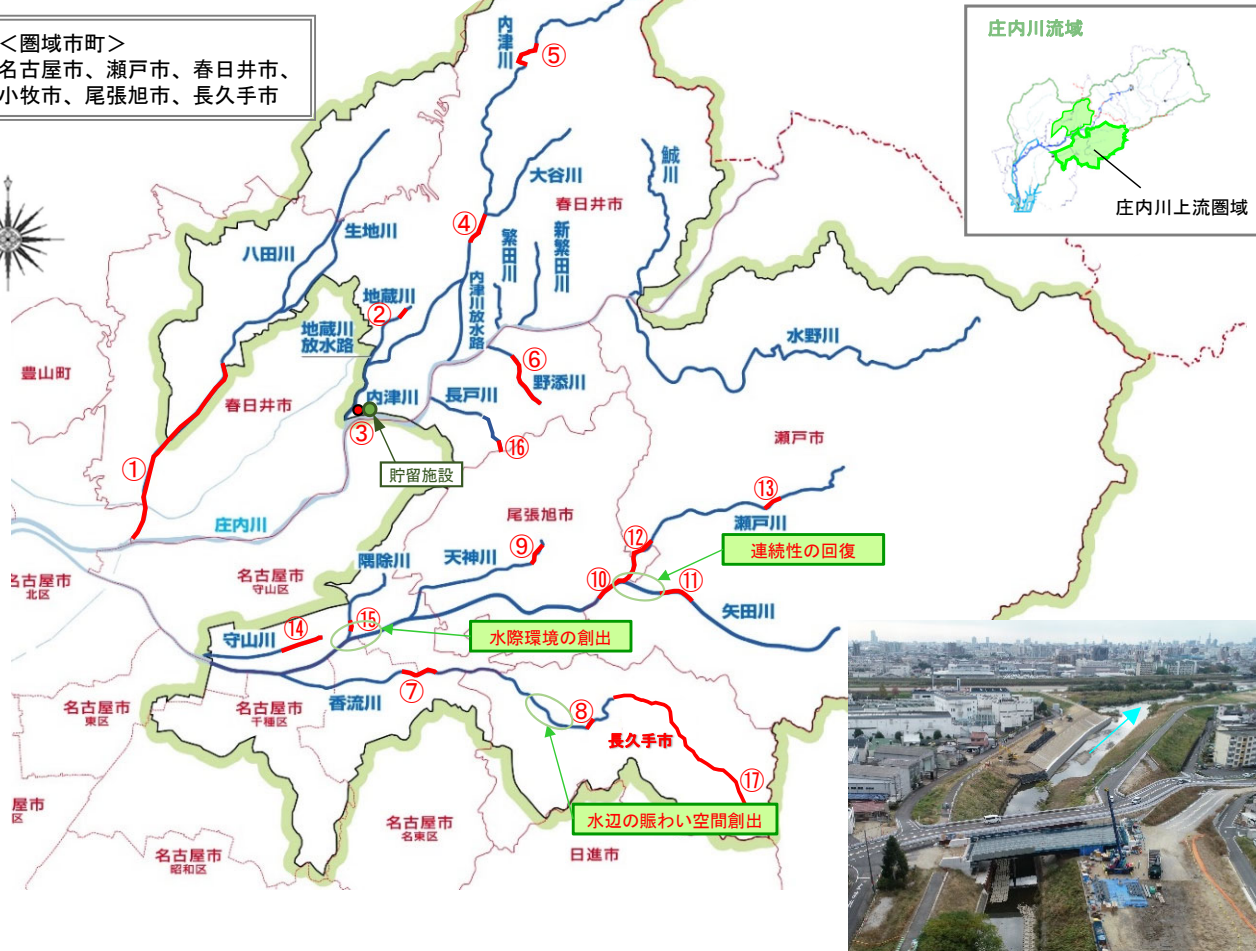 ＜圏域市町＞
名古屋市、瀬戸市、春日井市、
小牧市、尾張旭市、長久手市
庄内川流域
庄内川上流圏域
内津川
⑤
大谷川
鯎川
春日井市
④
繁田川
新繁田川
生地川
八田川
地蔵川
②
地蔵川
放水路
内津川放水路
水野川
豊山町
⑥
野添川
春日井市
内津川
長戸川
③
瀬戸市
⑯
①
貯留施設
⑬
庄内川
尾張旭市
瀬戸川
⑫
連続性の回復
⑨
天神川
隅除川
名古屋市
北区
名古屋市
守山区
⑩
⑪
矢田川
⑮
⑭
守山川
水際環境の創出
⑦
香流川
名古屋市
東区
名古屋市
千種区
⑧
長久手市
⑰
屋市
区
名古屋市
名東区
水辺の賑わい空間創出
名古屋市
昭和区
日進市